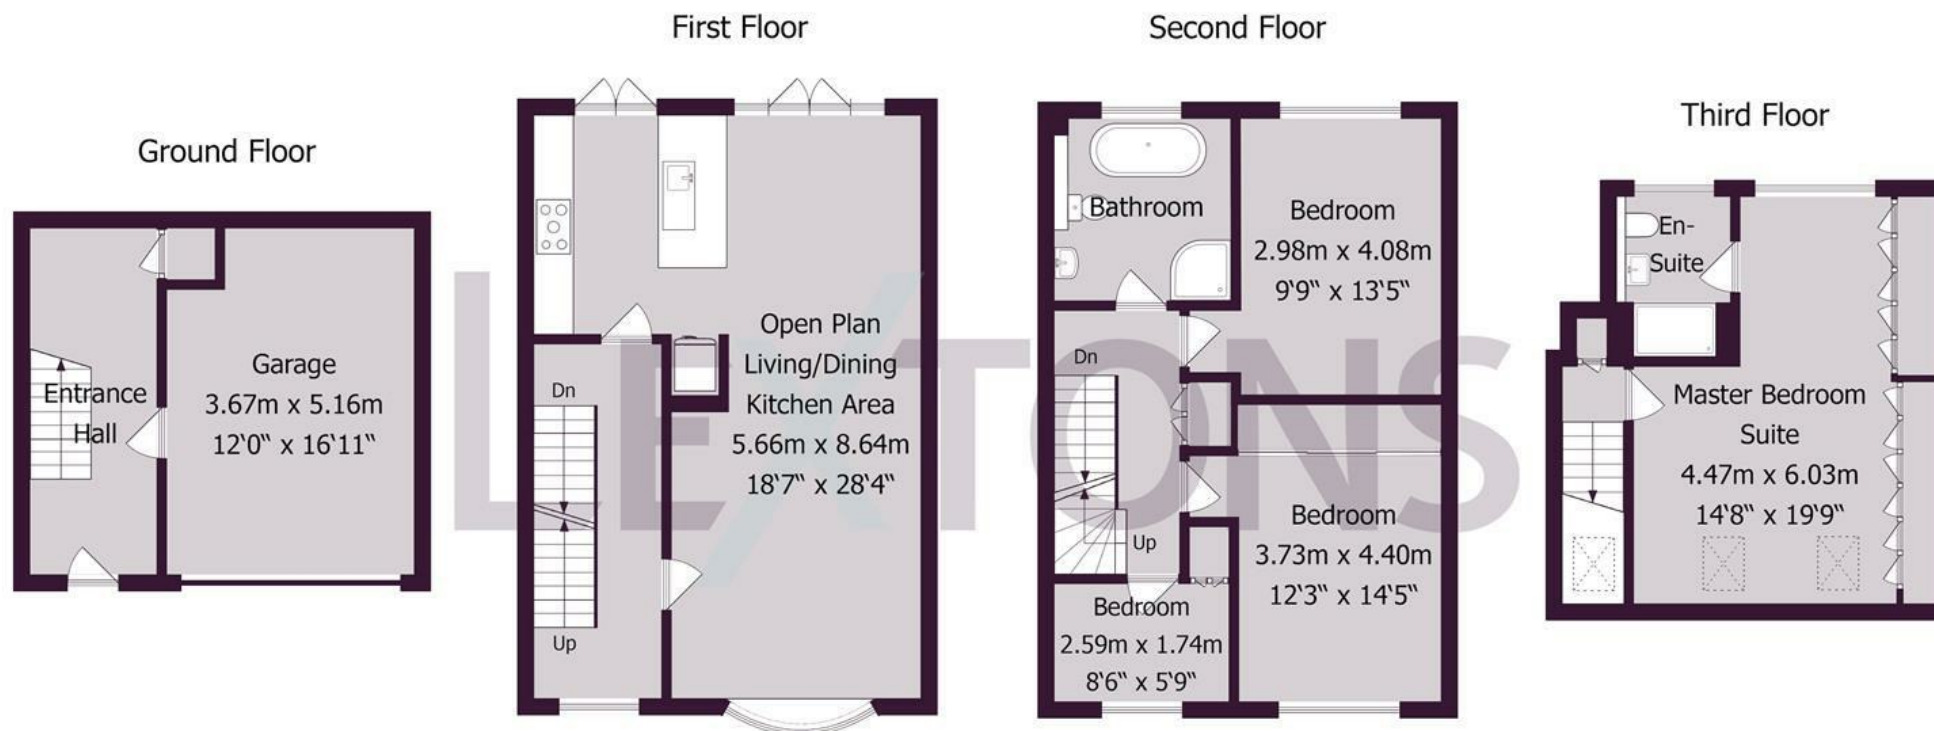 Ground Floor
Entrance
Hall
Garage
3.67m x 5.16m
12'0“ x 16'11“
First Floor
Open Plan
Living/Dining
Kitchen Area
5.66m x 8.64m
18'7“ x 28'4“
Dn
Up
Second Floor
Bathroom
Bedroom
2.98m x 4.08m
9'9“ x 13'5“
Dn
Up
Bedroom
3.73m x 4.40m
12'3“ x 14'5“
Bedroom
2.59m x 1.74m
8'6“ x 5'9“
Third Floor
En-
Suite
Master Bedroom
Suite
4.47m x 6.03m
14'8“ x 19'9“
LEXTONS